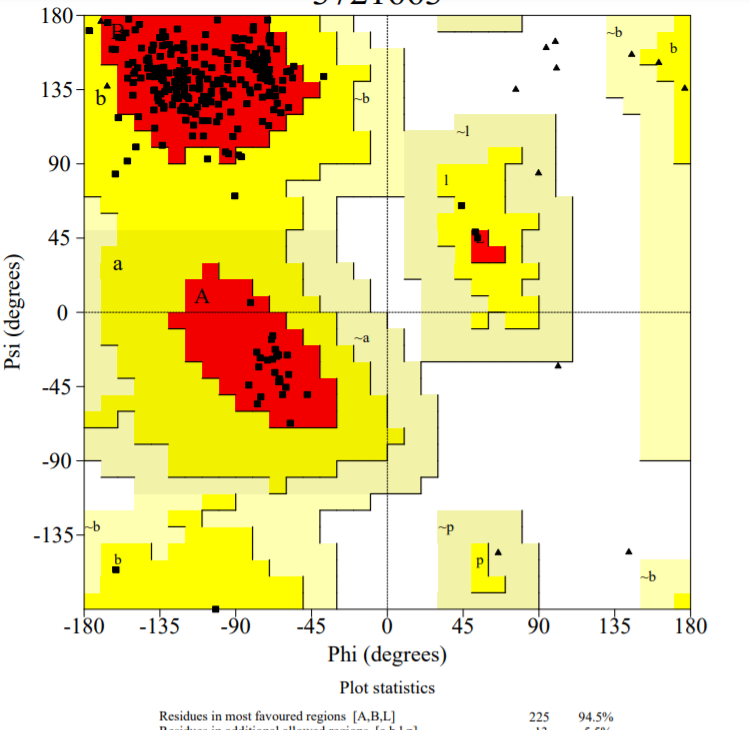 180
B
~b
b
135
b
~b
~l
90
l
45
a
A
0
~a
-45
-90
-135
~b
~p
b
p
~b
-180 -135 -90 -45 0 45 90 135 180
Psi (degrees)
Phi (degrees)
Plot statistics
Residues in most favoured regions [A,B,L] 225 94.5%